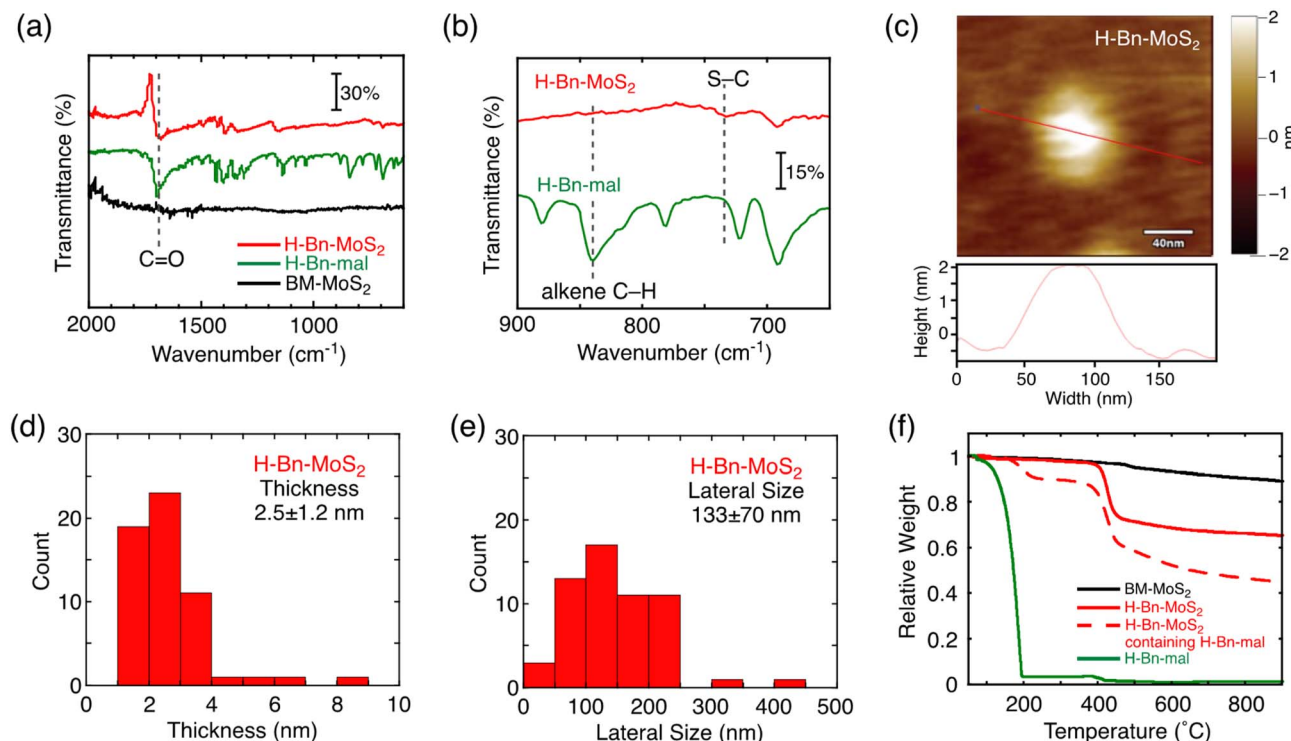 (a)
30%
Transmittance (%)
C=O
H-Bn-MoS₂
H-Bn-mal
BM-MoS₂
2000 1500 1000
Wavenumber (cm⁻¹)
(b)
H-Bn-MoS₂
S–C
15%
H-Bn-mal
Transmittance (%)
alkene C–H
900 800 700
Wavenumber (cm⁻¹)
(c)
H-Bn-MoS₂
40nm
2
1
0
−1
−2
nm
Height (nm)
2
1
0
0 50 100 150
Width (nm)
(d)
H-Bn-MoS₂
Thickness
2.5±1.2 nm
Count
30
20
10
0
0 2 4 6 8 10
Thickness (nm)
(e)
H-Bn-MoS₂
Lateral Size
133±70 nm
Count
30
20
10
0
0 100 200 300 400 500
Lateral Size (nm)
(f)
Relative Weight
1
0.8
0.6
0.4
0.2
0
BM-MoS₂
H-Bn-MoS₂
H-Bn-MoS₂
containing H-Bn-mal
H-Bn-mal
200 400 600 800
Temperature (˚C)